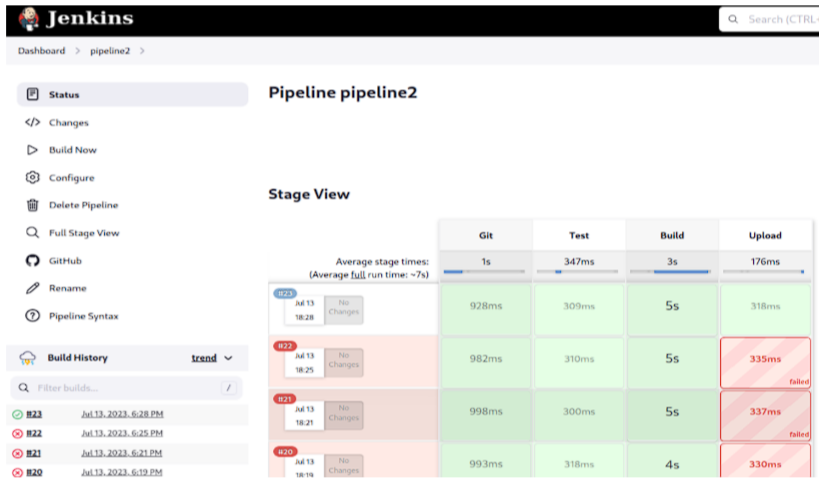 Jenkins
Search (CTRL+
Dashboard > pipeline2 >
Status
Changes
Build Now
Configure
Delete Pipeline
Full Stage View
GitHub
Rename
Pipeline Syntax
Build History trend
Filter builds... /
#23 Jul 13, 2023, 6:28 PM
#22 Jul 13, 2023, 6:25 PM
#21 Jul 13, 2023, 6:21 PM
#20 Jul 13, 2023, 6:19 PM
Pipeline pipeline2
Stage View
Git Test Build Upload
Average stage times: 1s 347ms 3s 176ms
(Average full run time: ~7s)
#23
Jul 13 No
18:28 Changes
928ms 309ms 5s 318ms
#22
Jul 13 No
18:25 Changes
982ms 310ms 5s 335ms
failed
#21
Jul 13 No
18:21 Changes
998ms 300ms 5s 337ms
failed
#20
Jul 13 No
18:19 Changes
993ms 318ms 4s 330ms